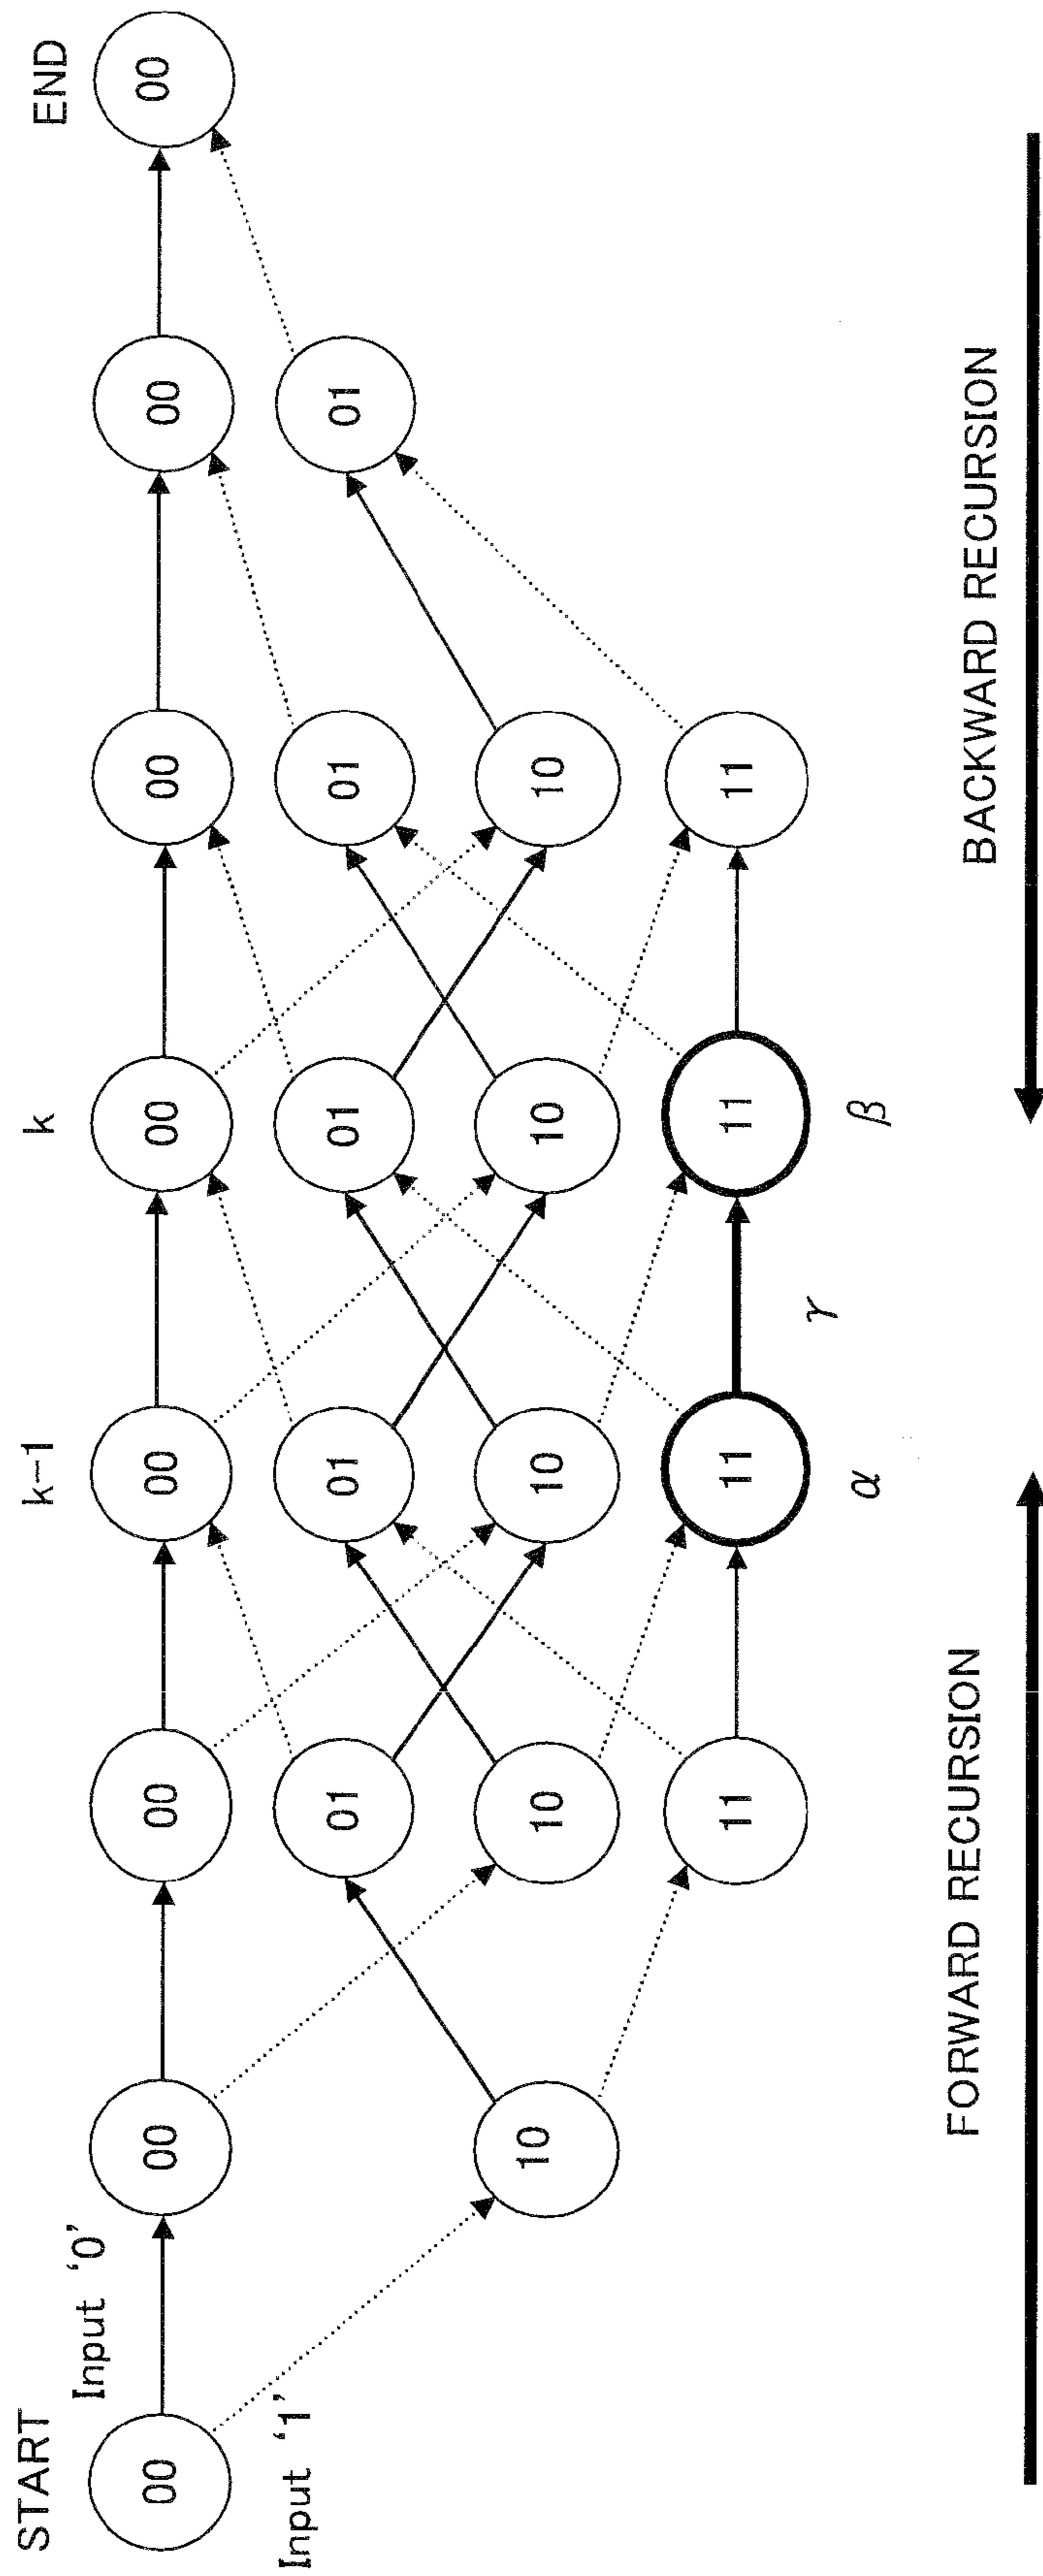 START k-1 k END
Input '0'
00 00 00 00 00 00 00 00
Input '1'
01 01 01 01 01
10 10 10 10 10
11 11 11 11
α γ β
FORWARD RECURSION BACKWARD RECURSION